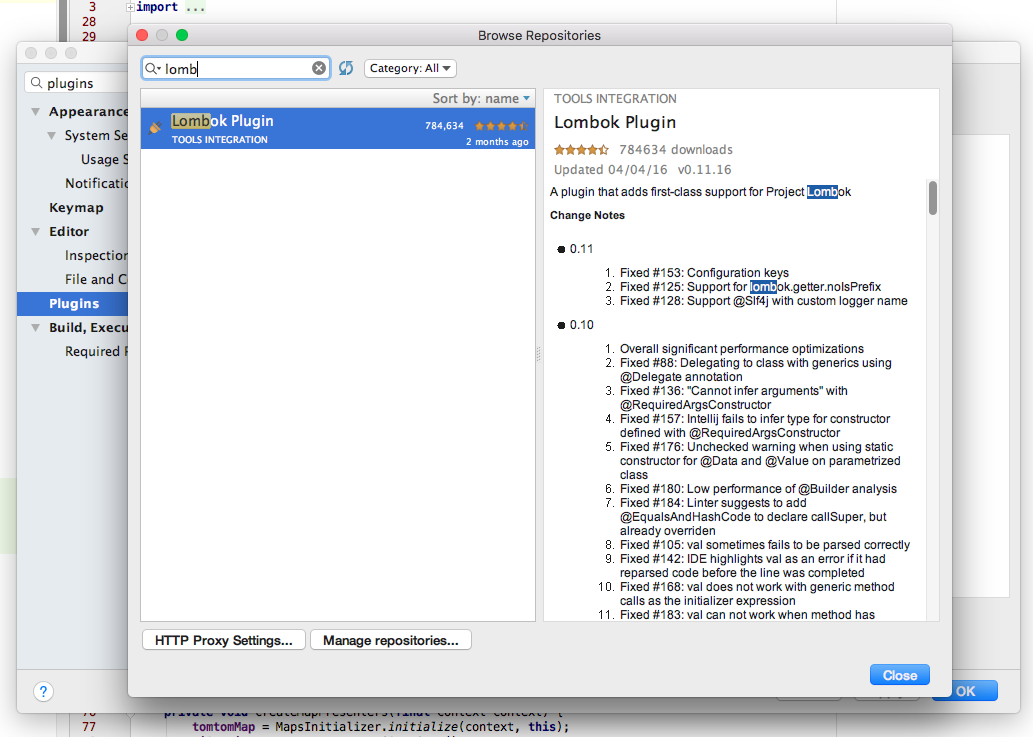 3
import ...
28
29
Browse Repositories
plugins
lomb
Category: All
Appearance
System Se
Usage S
Notificatio
Keymap
Editor
Inspection
File and C
Plugins
Build, Execu
Required P
Sort by: name
Lombok Plugin
784,634
TOOLS INTEGRATION
2 months ago
TOOLS INTEGRATION
Lombok Plugin
784634 downloads
Updated 04/04/16 v0.11.16
A plugin that adds first-class support for Project Lombok
Change Notes
0.11
1. Fixed #153: Configuration keys
2. Fixed #125: Support for lombok.getter.noIsPrefix
3. Fixed #128: Support @Slf4j with custom logger name
0.10
1. Overall significant performance optimizations
2. Fixed #88: Delegating to class with generics using
@Delegate annotation
3. Fixed #136: "Cannot infer arguments" with
@RequiredArgsConstructor
4. Fixed #157: Intellij fails to infer type for constructor
defined with @RequiredArgsConstructor
5. Fixed #176: Unchecked warning when using static
constructor for @Data and @Value on parametrized
class
6. Fixed #180: Low performance of @Builder analysis
7. Fixed #184: Linter suggests to add
@EqualsAndHashCode to declare callSuper, but
already overriden
8. Fixed #105: val sometimes fails to be parsed correctly
9. Fixed #142: IDE highlights val as an error if it had
reparsed code before the line was completed
10. Fixed #168: val does not work with generic method
calls as the initializer expression
11. Fixed #183: val can not work when method has
HTTP Proxy Settings...
Manage repositories...
Close
?
OK
76
private void createMapPresenters(final Context context) {
77
tomtomMap = MapsInitializer.initialize(context, this);